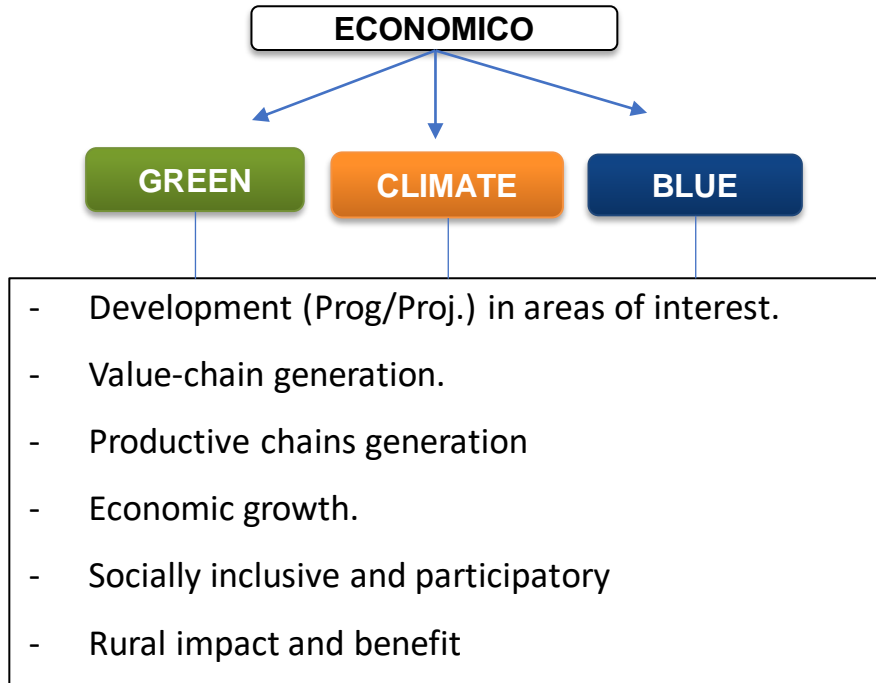 ECONOMICO
GREEN
CLIMATE
BLUE
- Development (Prog/Proj.) in areas of interest.
- Value-chain generation.
- Productive chains generation
- Economic growth.
- Socially inclusive and participatory
- Rural impact and benefit